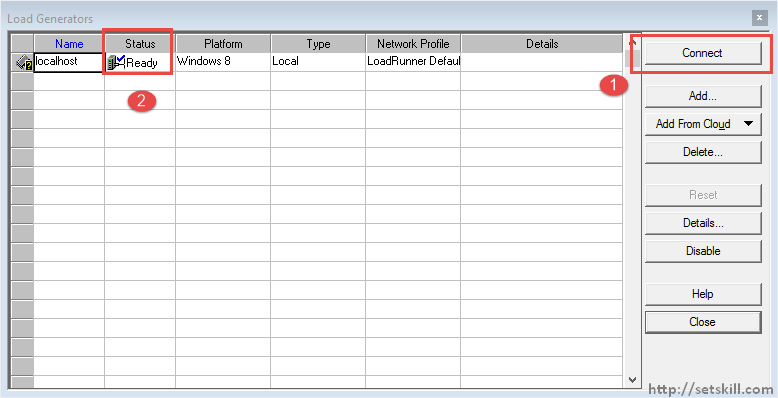 Load Generators
Name Status Platform Type Network Profile Details
localhost Ready Windows 8 Local LoadRunner Defaul
1
2
Connect
Add...
Add From Cloud
Delete...
Reset
Details...
Disable
Help
Close
http://setskill.com